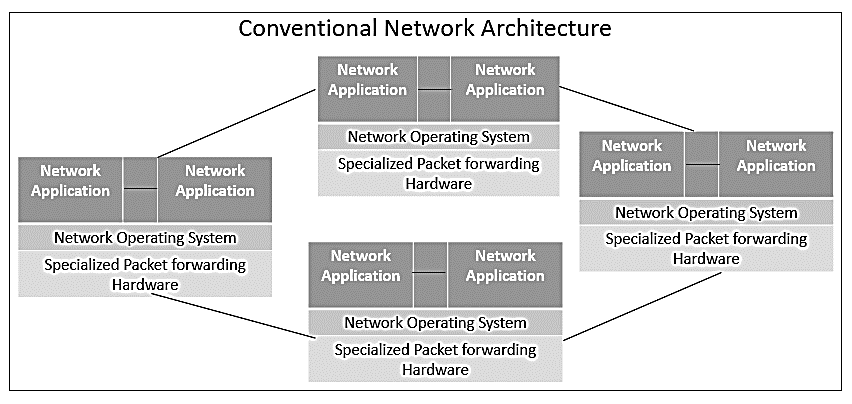 Conventional Network Architecture
Network Network
Application Application
Network Operating System
Specialized Packet forwarding
Hardware
Network Network
Application Application
Network Operating System
Specialized Packet forwarding
Hardware
Network Network
Application Application
Network Operating System
Specialized Packet forwarding
Hardware
Network Network
Application Application
Network Operating System
Specialized Packet forwarding
Hardware